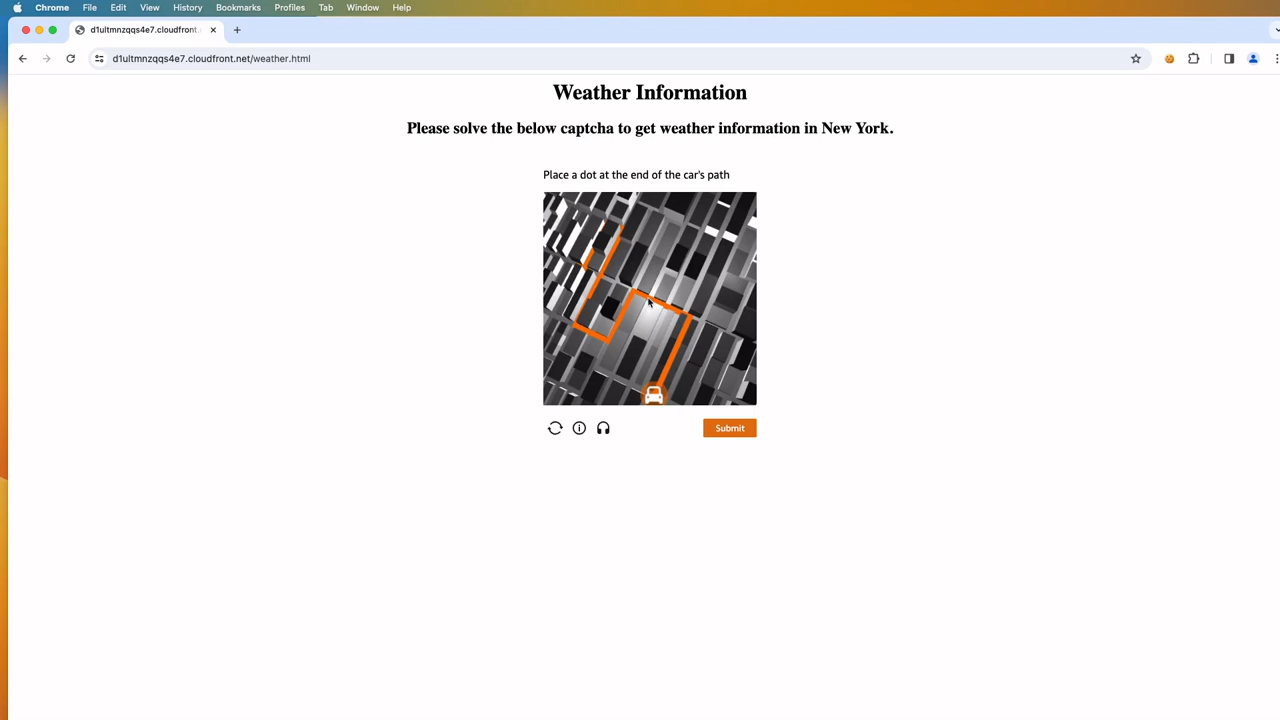 Chrome File Edit View History Bookmarks Profiles Tab Window Help
d1ultmnzqqs4e7.cloudfront.
d1ultmnzqqs4e7.cloudfront.net/weather.html
Weather Information
Please solve the below captcha to get weather information in New York.
Place a dot at the end of the car's path
Submit